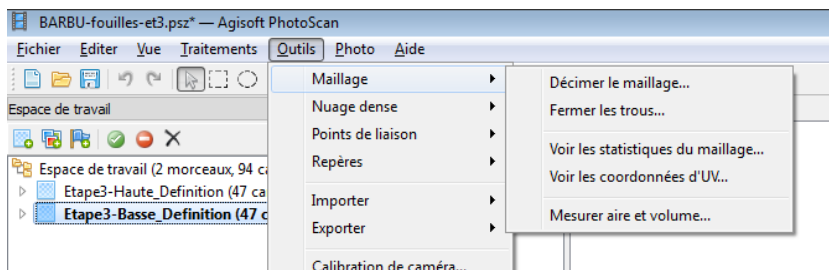 BARBU-fouilles-et3.psz* — Agisoft PhotoScan
Fichier Editer Vue Traitements Outils Photo Aide
Espace de travail
Espace de travail (2 morceaux, 94 c
Etape3-Haute_Definition (47 ca
Etape3-Basse_Definition (47 c
Maillage
Nuage dense
Points de liaison
Repères
Importer
Exporter
Calibration de caméra...
Décimer le maillage...
Fermer les trous...
Voir les statistiques du maillage...
Voir les coordonnées d'UV...
Mesurer aire et volume...